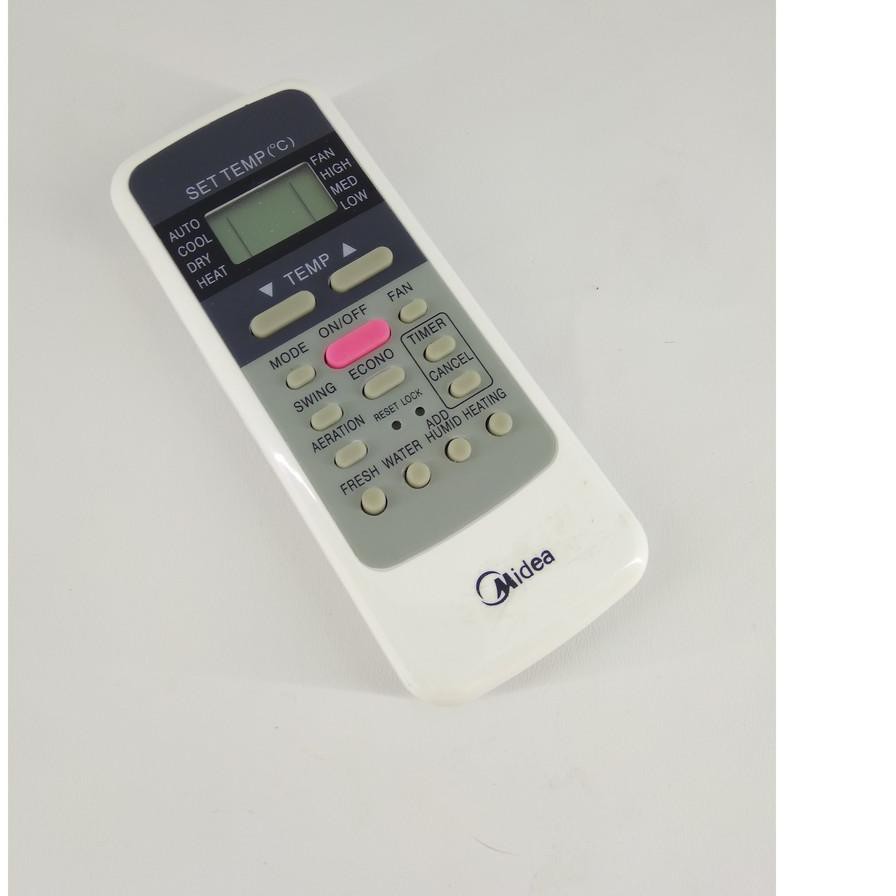 SET TEMP(°C)
AUTO
COOL
DRY
HEAT
FAN
HIGH
MED
LOW
▼ TEMP ▲
MODE
ON/OFF
FAN
SWING
ECONO
TIMER
CANCEL
AERATION
RESET LOCK
FRESH
WATER
ADD
HUMID
HEATING
Midea